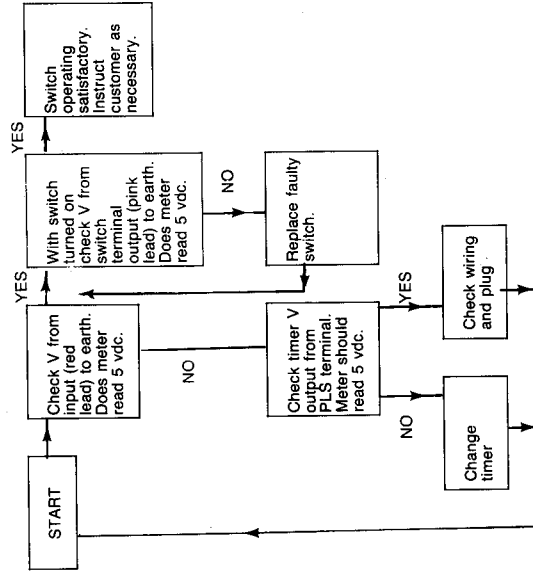 START
Check V from
input (red
lead) to earth.
Does meter
read 5 vdc.
YES
With switch
turned on
check V from
switch
terminal
output (pink
lead) to earth.
Does meter
read 5 vdc.
YES
Switch
operating
satisfactory.
Instruct
customer as
necessary.
NO
Replace faulty
switch.
NO
Check timer V
output from
PLS terminal.
Meter should
read 5 vdc.
NO
Change
timer
YES
Check wiring
and plug